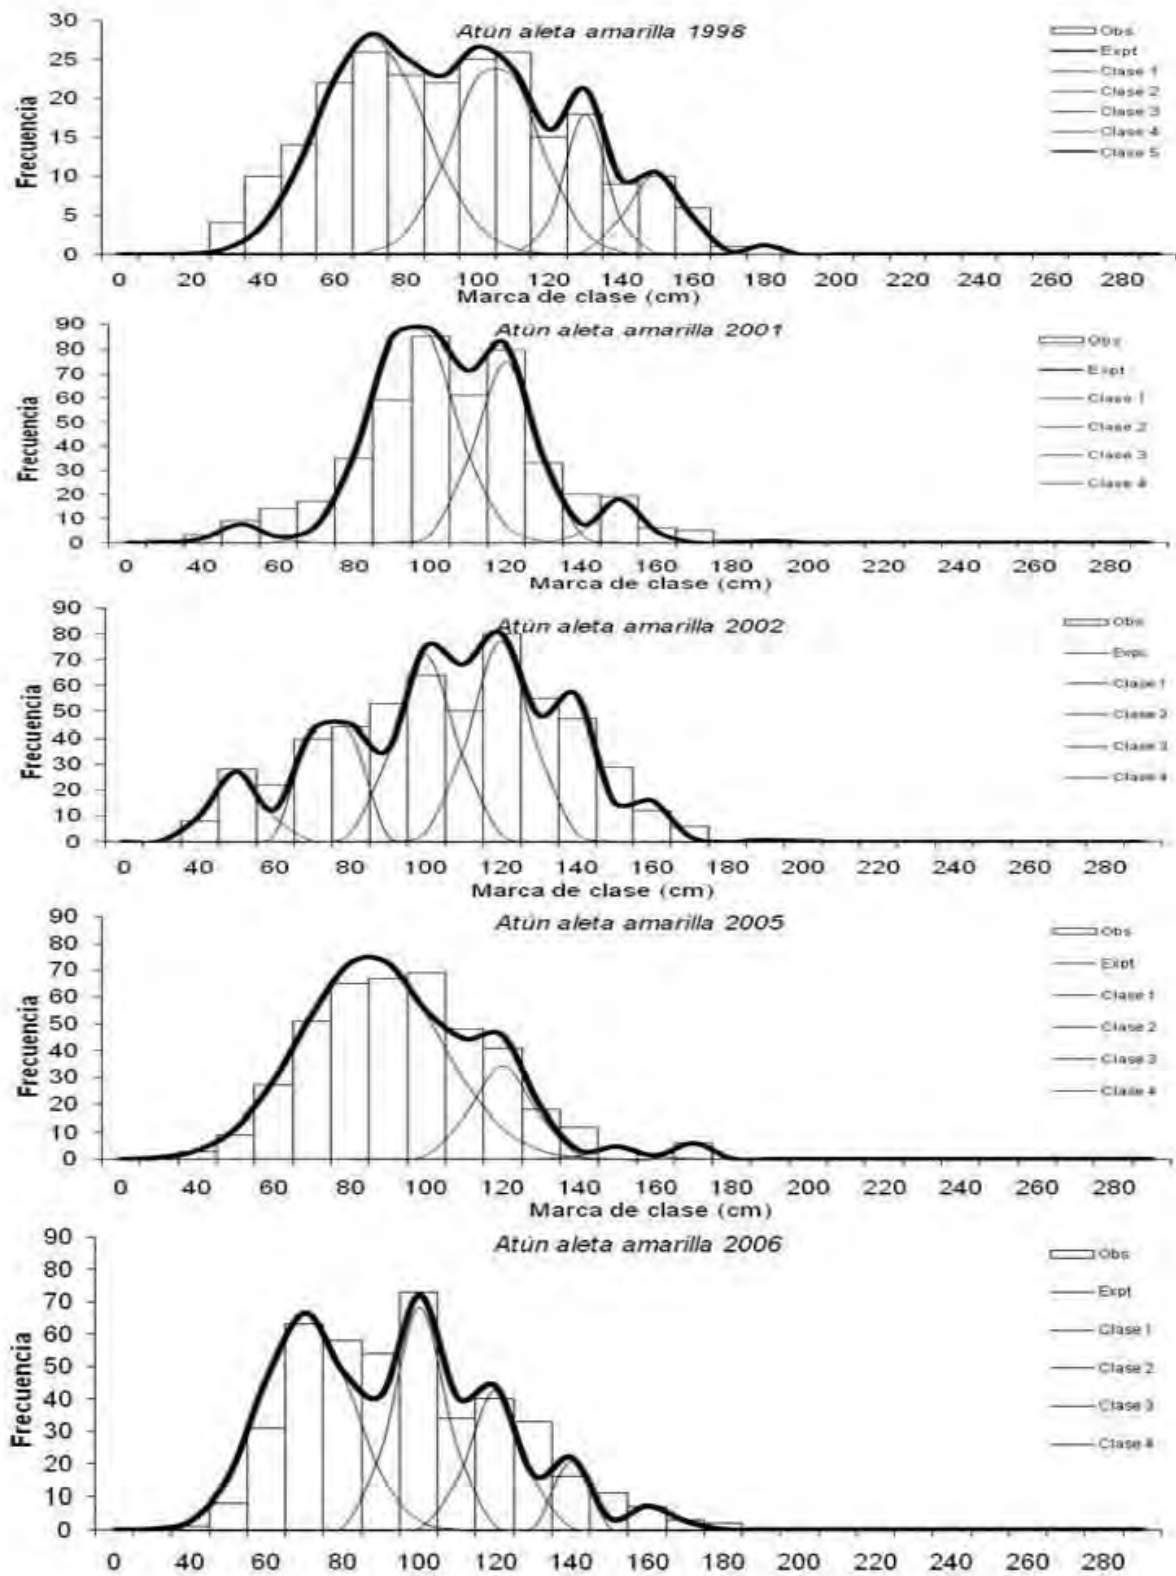 Atún aleta amarilla 1998
Frecuencia
30
25
20
15
10
5
0
0 20 40 60 80 100 120 140 160 180 200 220 240 260 280
Marca de clase (cm)
Obs
Expt
Clase 1
Clase 2
Clase 3
Clase 4
Clase 5
Atún aleta amarilla 2001
Frecuencia
90
80
70
60
50
40
30
20
10
0
0 40 60 80 100 120 140 160 180 200 220 240 260 280
Marca de clase (cm)
Obs
Expt
Clase 1
Clase 2
Clase 3
Clase 4
Atún aleta amarilla 2002
Frecuencia
90
80
70
60
50
40
30
20
10
0
0 40 60 80 100 120 140 160 180 200 220 240 260 280
Marca de clase (cm)
Obs
Clase 1
Clase 2
Clase 3
Clase 4
Atún aleta amarilla 2005
Frecuencia
90
80
70
60
50
40
30
20
10
0
0 40 60 80 100 120 140 160 180 200 220 240 260 280
Marca de clase (cm)
Obs
Expt
Clase 1
Clase 2
Clase 3
Clase 4
Atún aleta amarilla 2006
Frecuencia
90
80
70
60
50
40
30
20
10
0
0 40 60 80 100 120 140 160 180 200 220 240 260 280
Obs
Expt
Clase 1
Clase 2
Clase 3
Clase 4